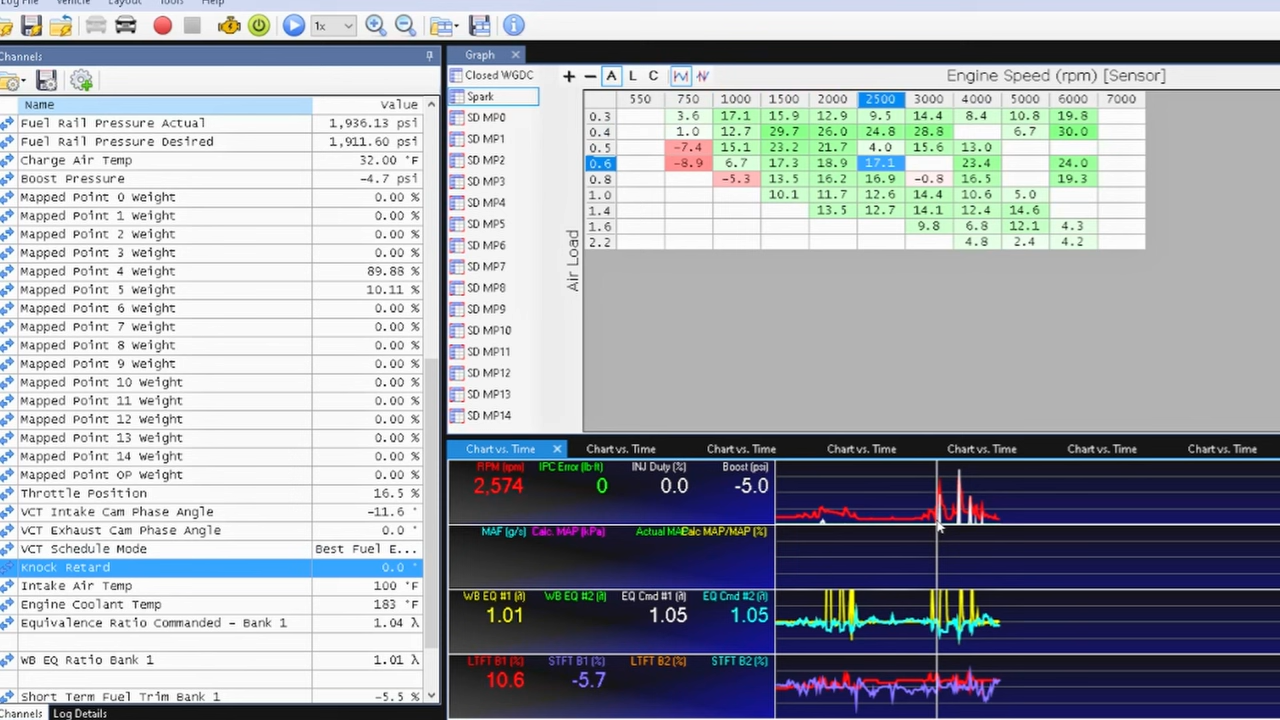 Log File Vehicle Layout Tools Help
1x
Channels
Name Value
Fuel Rail Pressure Actual 1,936.13 psi
Fuel Rail Pressure Desired 1,911.60 psi
Charge Air Temp 32.00 °F
Boost Pressure -4.7 psi
Mapped Point 0 Weight 0.00 %
Mapped Point 1 Weight 0.00 %
Mapped Point 2 Weight 0.00 %
Mapped Point 3 Weight 0.00 %
Mapped Point 4 Weight 89.88 %
Mapped Point 5 Weight 10.11 %
Mapped Point 6 Weight 0.00 %
Mapped Point 7 Weight 0.00 %
Mapped Point 8 Weight 0.00 %
Mapped Point 9 Weight 0.00 %
Mapped Point 10 Weight 0.00 %
Mapped Point 11 Weight 0.00 %
Mapped Point 12 Weight 0.00 %
Mapped Point 13 Weight 0.00 %
Mapped Point 14 Weight 0.00 %
Mapped Point OP Weight 0.00 %
Throttle Position 16.5 %
VCT Intake Cam Phase Angle -11.6 °
VCT Exhaust Cam Phase Angle 0.0 °
VCT Schedule Mode Best Fuel E...
Knock Retard 0.0 °
Intake Air Temp 100 °F
Engine Coolant Temp 183 °F
Equivalence Ratio Commanded - Bank 1 1.04 λ
WB EQ Ratio Bank 1 1.01 λ
Short Term Fuel Trim Bank 1 -5.5 %
Channels Log Details
Graph
Closed WGDC
Spark
SD MP0
SD MP1
SD MP2
SD MP3
SD MP4
SD MP5
SD MP6
SD MP7
SD MP8
SD MP9
SD MP10
SD MP11
SD MP12
SD MP13
SD MP14
A L C
Engine Speed (rpm) [Sensor]
Air Load
550 750 1000 1500 2000 2500 3000 4000 5000 6000 7000
0.3 3.6 17.1 15.9 12.9 9.5 14.4 8.4 10.8 19.8
0.4 1.0 12.7 29.7 26.0 24.8 28.8 6.7 30.0
0.5 -7.4 15.1 23.2 21.7 4.0 15.6 13.0
0.6 -8.9 6.7 17.3 18.9 17.1 23.4 24.0
0.8 -5.3 13.5 16.2 16.9 -0.8 16.5 19.3
1.0 10.1 11.7 12.6 14.4 10.6 5.0
1.4 13.5 12.7 14.1 12.4 14.6
1.6 9.8 6.8 12.1 4.3
2.2 4.8 2.4 4.2
Chart vs. Time Chart vs. Time Chart vs. Time Chart vs. Time Chart vs. Time Chart vs. Time Chart vs. Time
RPM (rpm) IPC Error (lb·ft) INJ Duty (%) Boost (psi)
2,574 0 0.0 -5.0
MAF (g/s) Calc. MAP (kPa) Actual Calc MAP/MAP (%)
WB EQ #1 (λ) WB EQ #2 (λ) EQ Cmd #1 (λ) EQ Cmd #2 (λ)
1.01 1.05 1.05
LTFT B1 (%) STFT B1 (%) LTFT B2 (%) STFT B2 (%)
10.6 -5.7